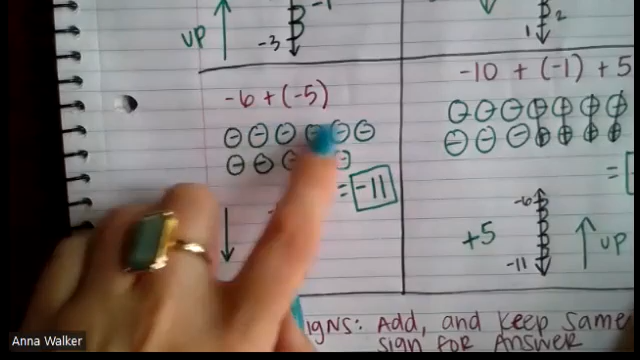 UP
-3
-1
1
2
-6 + (-5)
= -11
-10 + (-1) + 5
=
-6
+5
-11
UP
IGNS: Add, and keep same
sign for Answer
Anna Walker